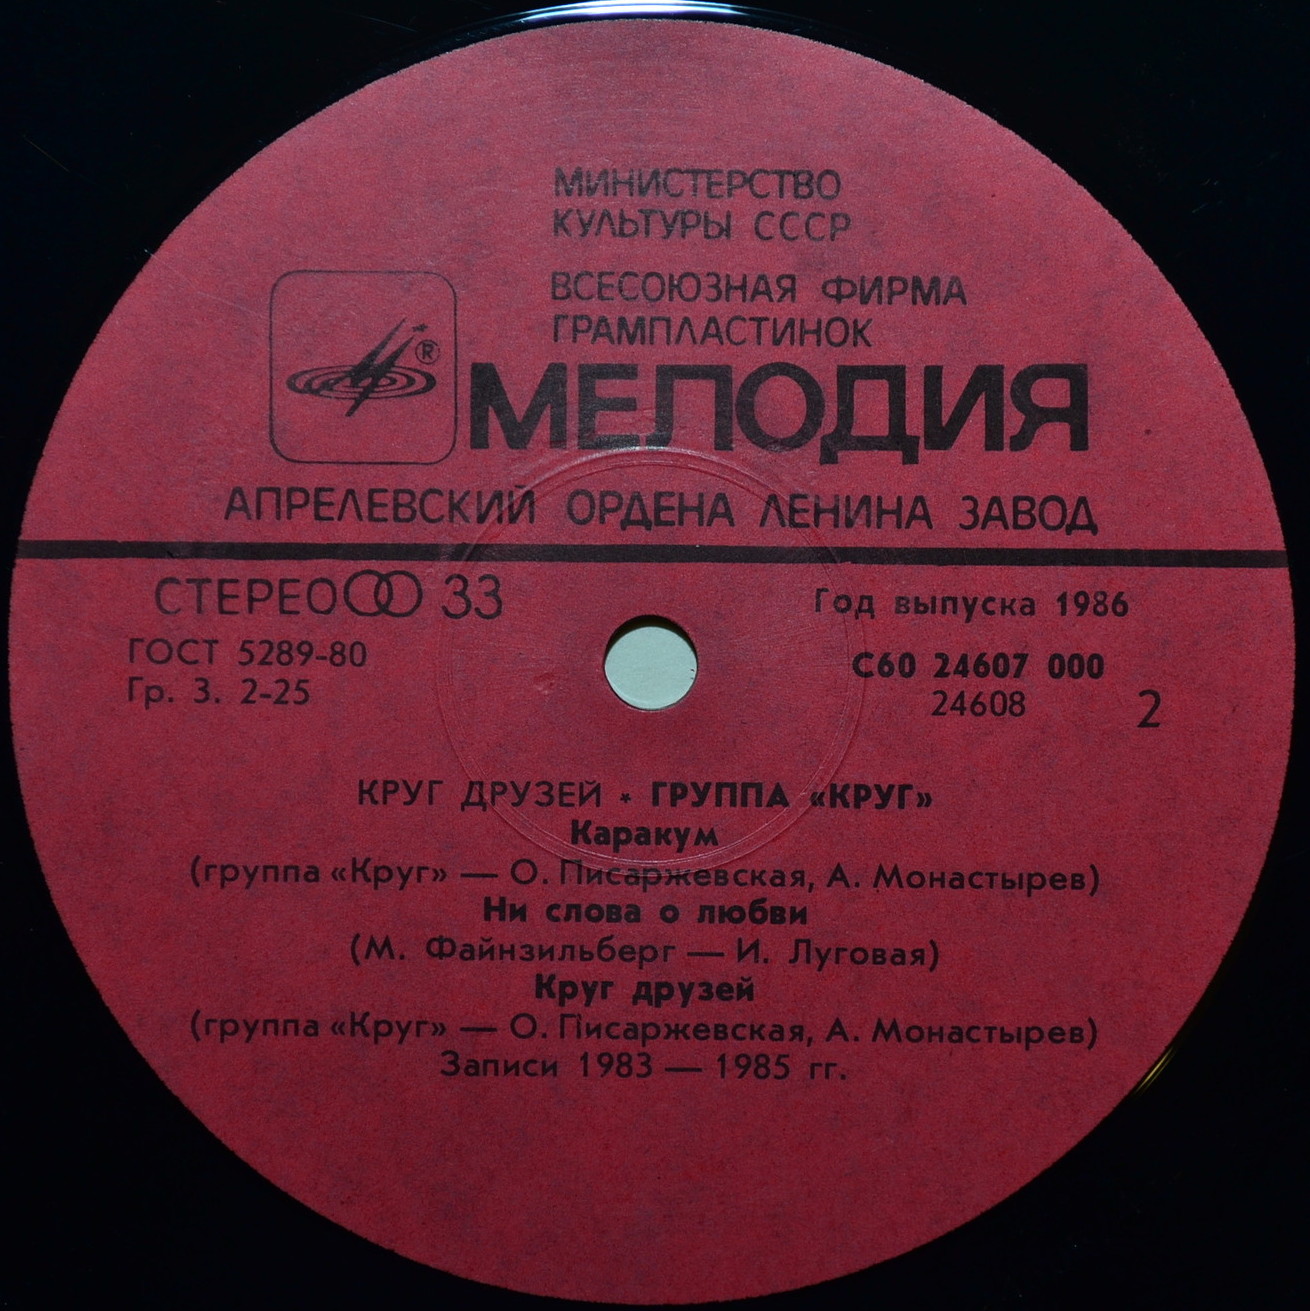 МИНИСТЕРСТВО
КУЛЬТУРЫ СССР
ВСЕСОЮЗНАЯ ФИРМА
ГРАМПЛАСТИНОК
®
МЕЛОДИЯ
АПРЕЛЕВСКИЙ ОРДЕНА ЛЕНИНА ЗАВОД
СТЕРЕО 33
Год выпуска 1986
ГОСТ 5289-80
С60 24607 000
Гр. 3. 2-25
24608
2
КРУГ ДРУЗЕЙ * ГРУППА «КРУГ»
Каракум
(группа «Круг» — О. Писаржевская, А. Монастырев)
Ни слова о любви
(М. Файнзильберг — И. Луговая)
Круг друзей
(группа «Круг» — О. Писаржевская, А. Монастырев)
Записи 1983 — 1985 гг.